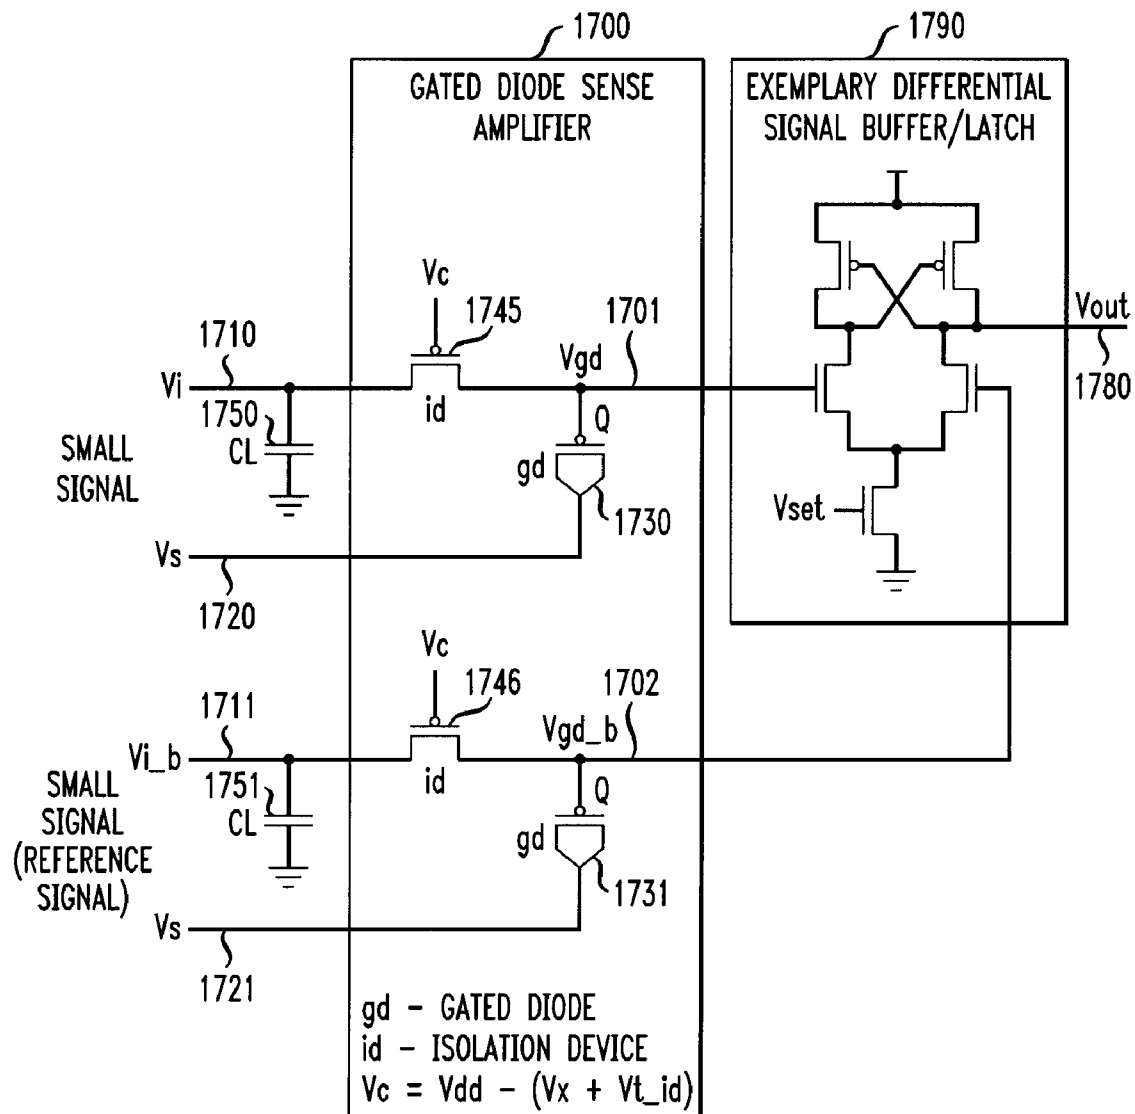 1700
1790
GATED DIODE SENSE
AMPLIFIER
EXEMPLARY DIFFERENTIAL
SIGNAL BUFFER/LATCH
Vc
1745
1701
1710
Vi
Vgd
Vout
1780
1750
CL
id
Q
gd
1730
SMALL
SIGNAL
Vset
Vs
1720
Vc
1746
1702
1711
Vi_b
Vgd_b
1751
CL
id
Q
gd
1731
SMALL
SIGNAL
(REFERENCE
SIGNAL)
Vs
1721
gd – GATED DIODE
id – ISOLATION DEVICE
Vc = Vdd – (Vx + Vt_id)